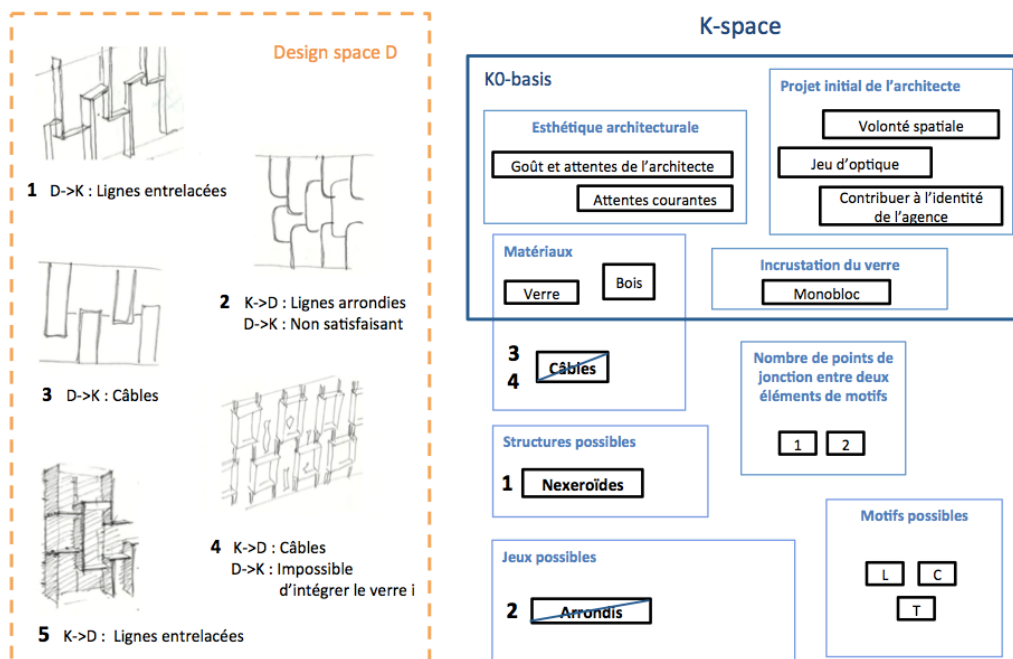 Design space D
1 D->K : Lignes entrelacées
2 K->D : Lignes arrondies
D->K : Non satisfaisant
3 D->K : Câbles
4 K->D : Câbles
D->K : Impossible
d'intégrer le verre i
5 K->D : Lignes entrelacées
K-space
K0-basis
Esthétique architecturale
Goût et attentes de l'architecte
Attentes courantes
Projet initial de l'architecte
Volonté spatiale
Jeu d'optique
Contribuer à l'identité
de l'agence
Matériaux
Verre
Bois
Incrustation du verre
Monobloc
3
4
Câbles
Nombre de points de
jonction entre deux
éléments de motifs
1 2
Structures possibles
1 Nexeroïdes
Motifs possibles
L C
T
Jeux possibles
2 Arrondis